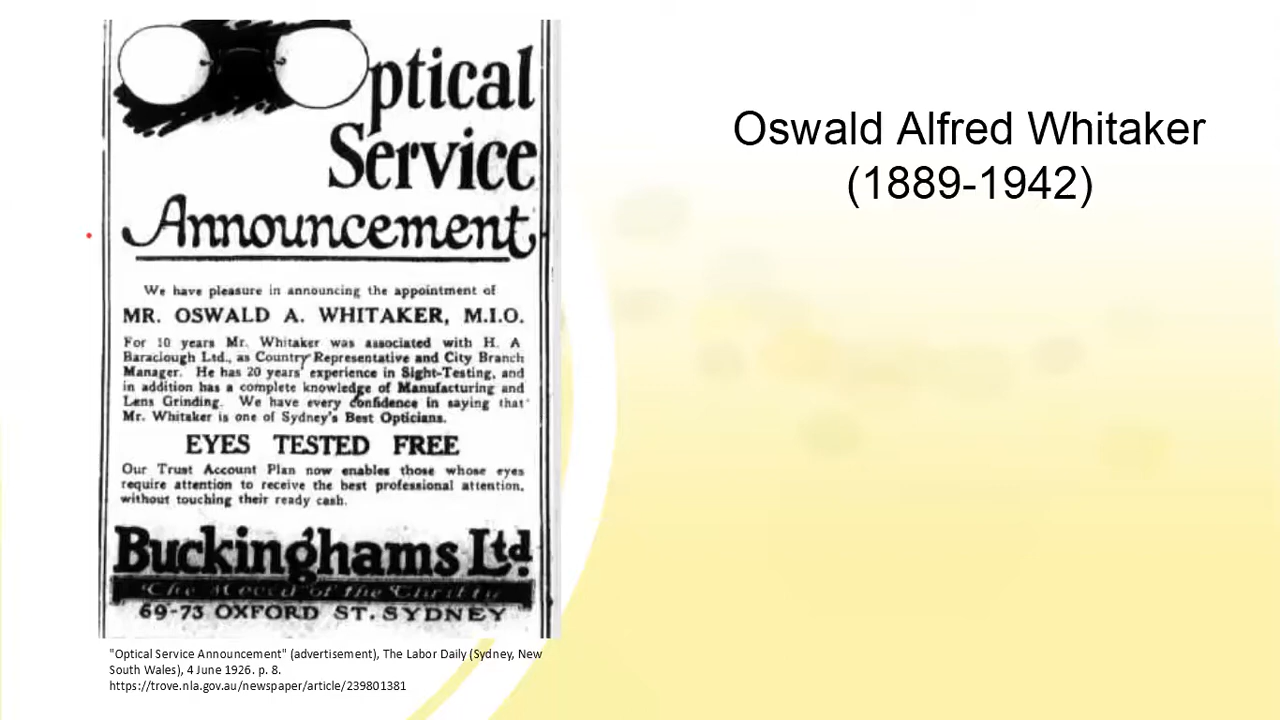 Optical
Service
Announcement
We have pleasure in announcing the appointment of
MR. OSWALD A. WHITAKER, M.I.O.
For 10 years Mr. Whitaker was associated with H. A
Baraclough Ltd., as Country Representative and City Branch
Manager. He has 20 years' experience in Sight-Testing, and
in addition has a complete knowledge of Manufacturing and
Lens Grinding. We have every confidence in saying that
Mr. Whitaker is one of Sydney's Best Opticians.
EYES TESTED FREE
Our Trust Account Plan now enables those whose eyes
require attention to receive the best professional attention,
without touching their ready cash.
Buckinghams Ltd.
The Mecca of the Thrifty
69-73 OXFORD ST. SYDNEY
"Optical Service Announcement" (advertisement), The Labor Daily (Sydney, New
South Wales), 4 June 1926. p. 8.
https://trove.nla.gov.au/newspaper/article/239801381
Oswald Alfred Whitaker
(1889-1942)